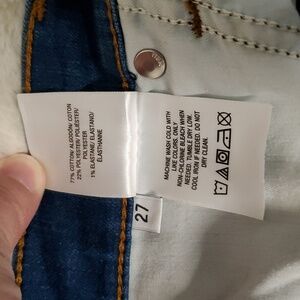 77% COTTON/ ALGODÓN/ COTON
22% POLYESTER/ POLIÉSTER/
POLYESTER
1% ELASTANE/ ELASTANO/
ÉLASTHANNE
MACHINE WASH COLD WITH
LIKE COLORS ONLY
NON-CHLORINE BLEACH WHEN
NEEDED. TUMBLE DRY LOW.
COOL IRON IF NEEDED. DO NOT
DRY CLEAN.
27